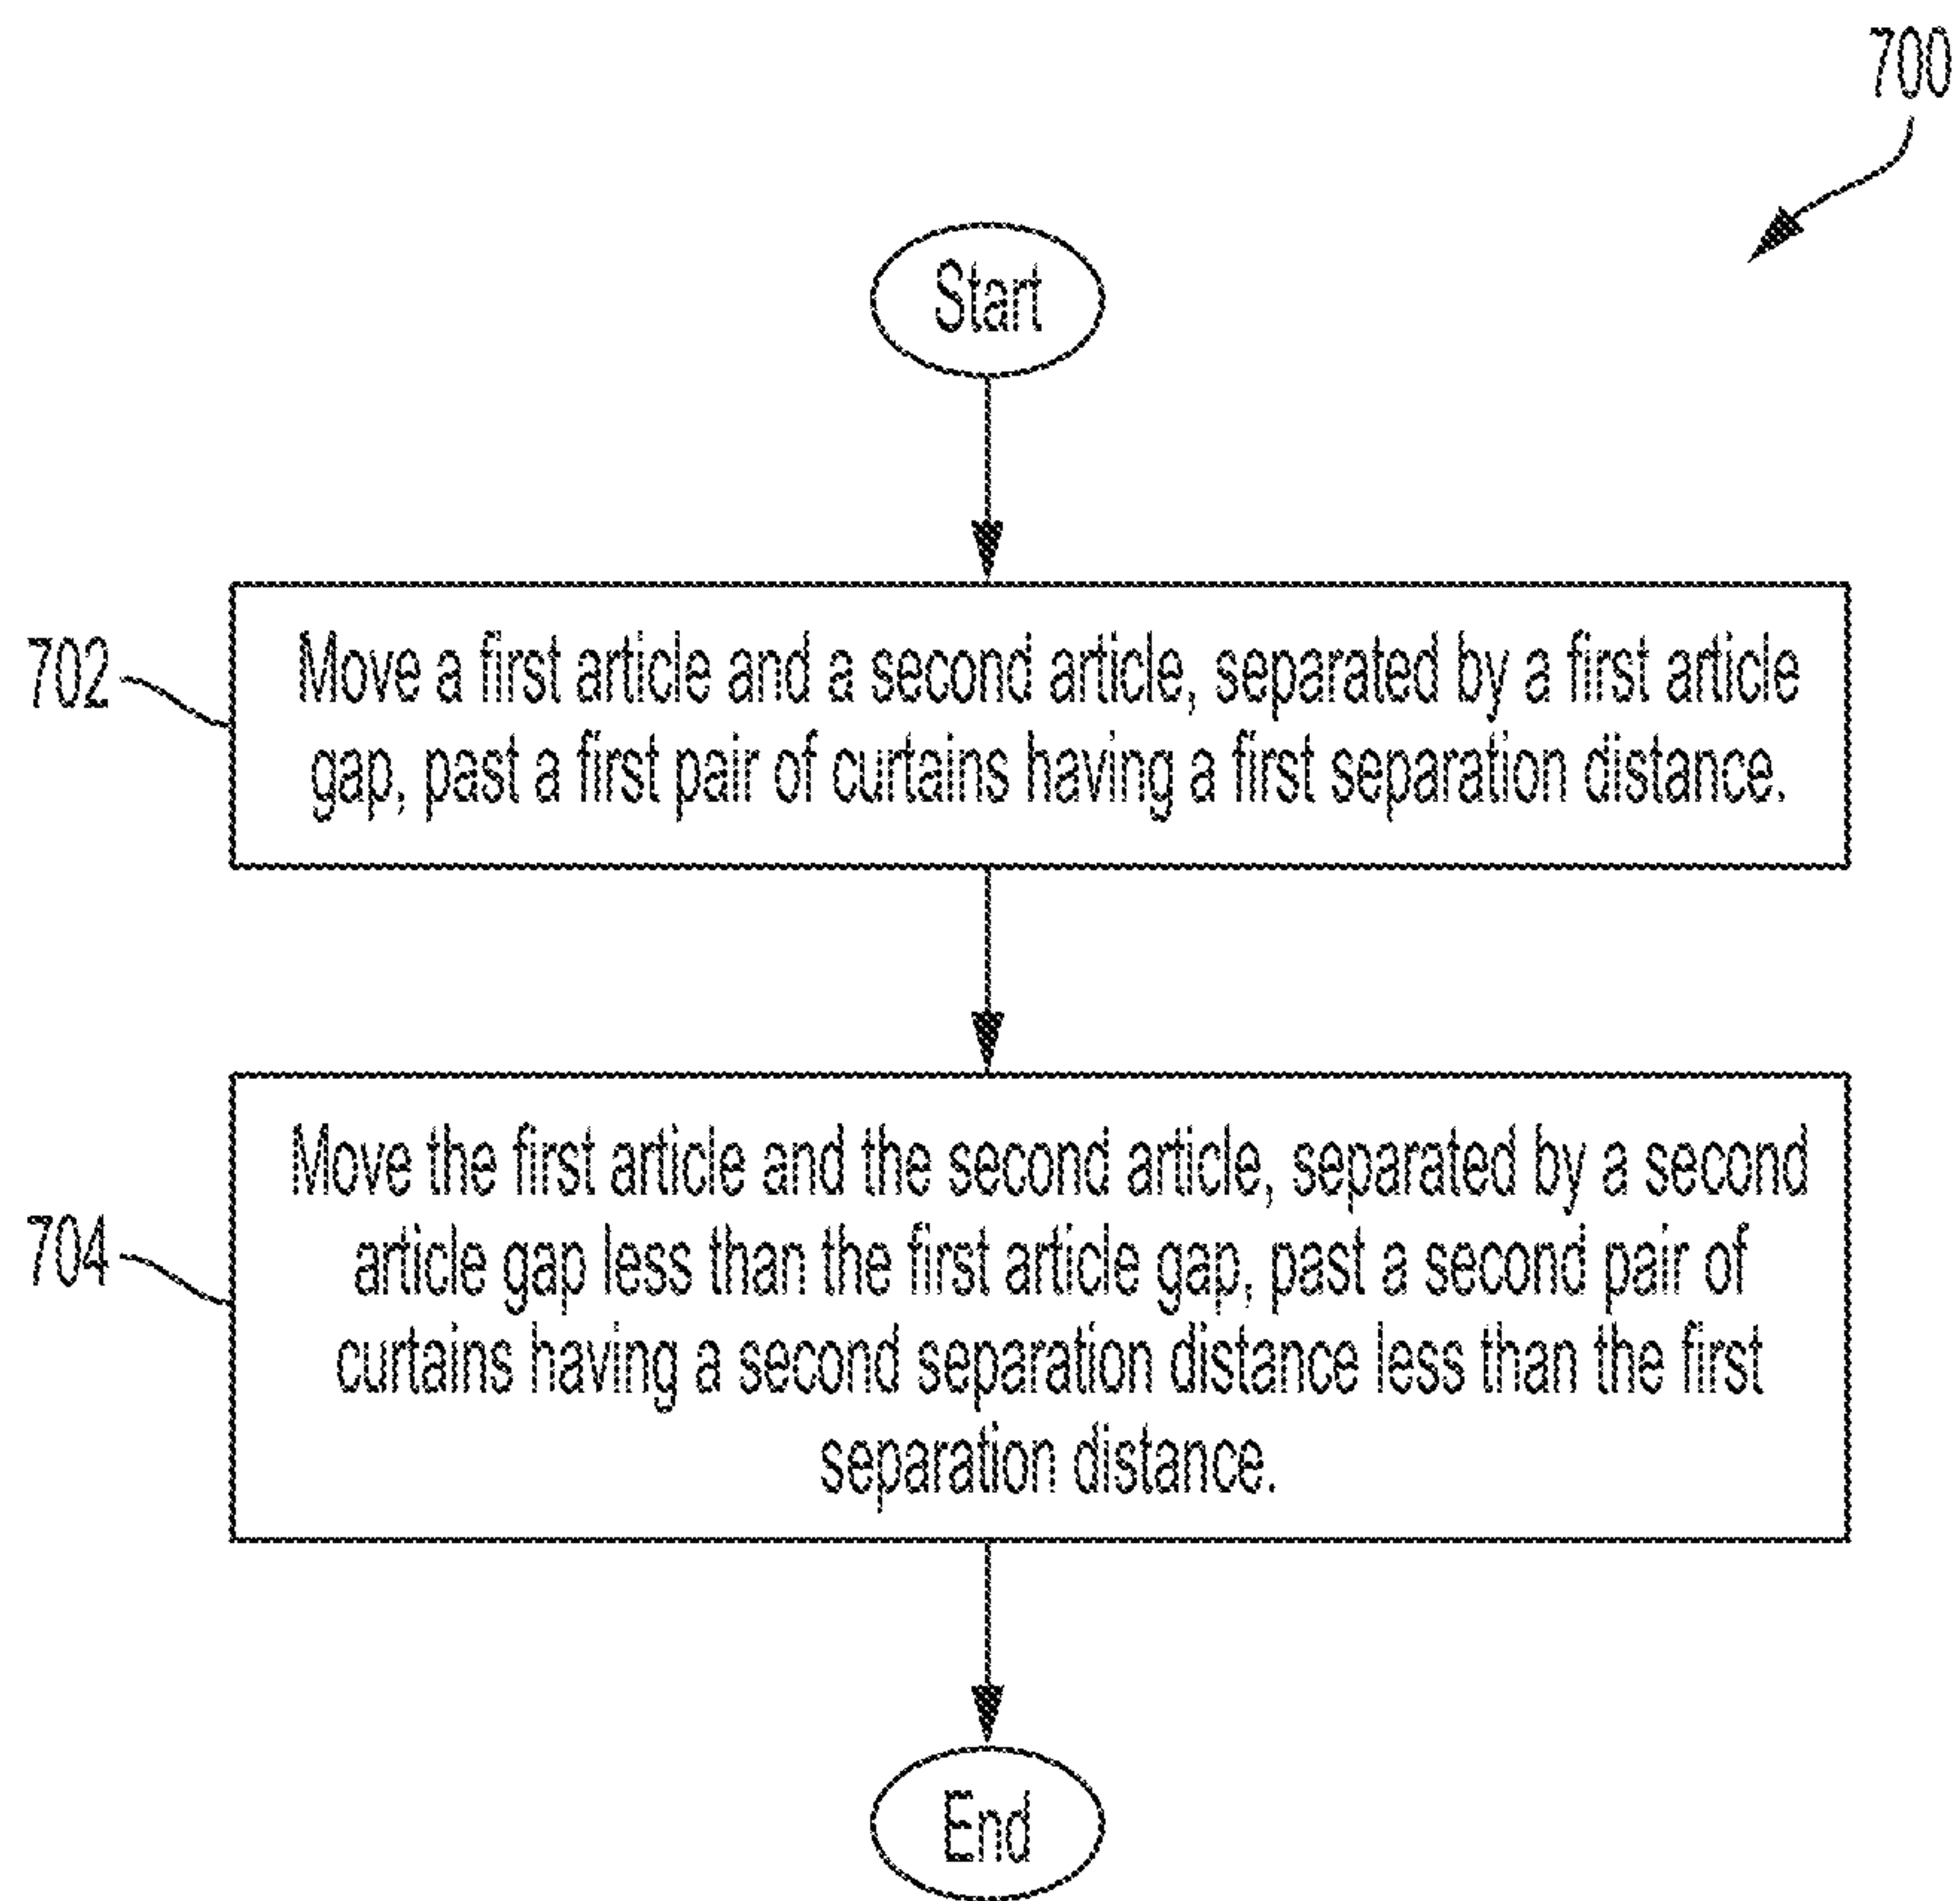 700
Start
702
Move a first article and a second article, separated by a first article
gap, past a first pair of curtains having a first separation distance.
704
Move the first article and the second article, separated by a second
article gap less than the first article gap, past a second pair of
curtains having a second separation distance less than the first
separation distance.
End